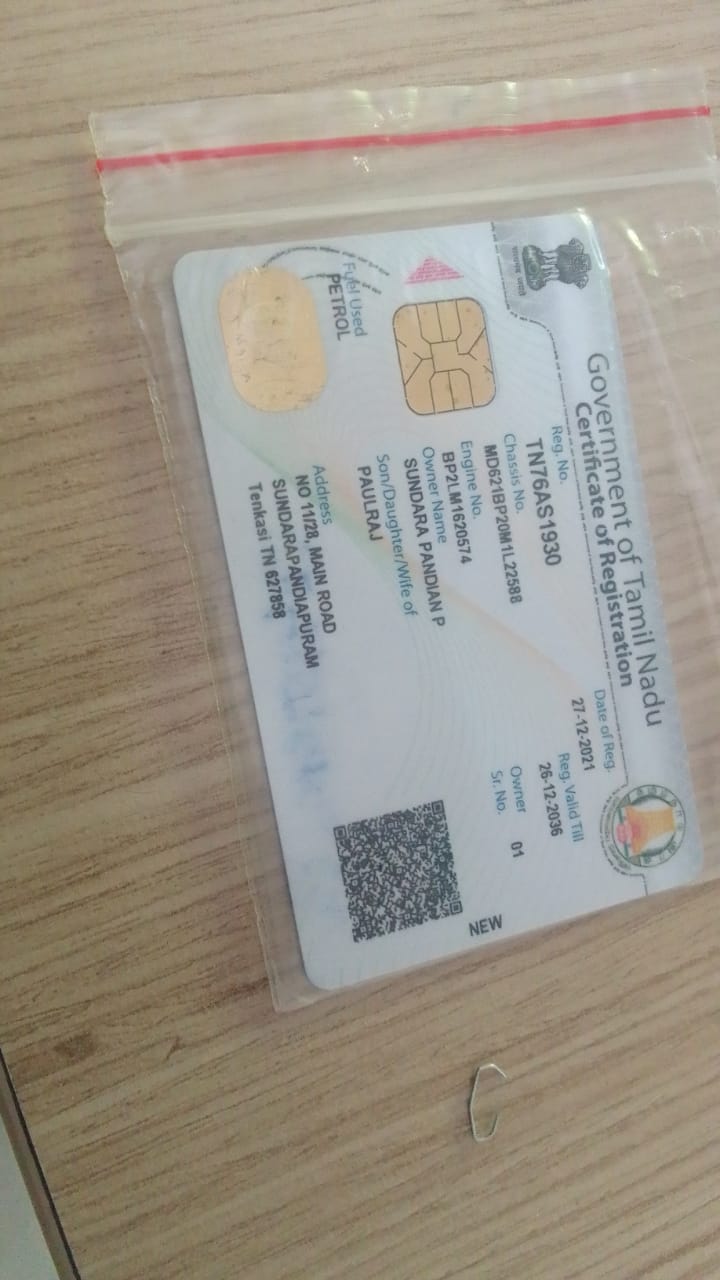 Government of Tamil Nadu
Certificate of Registration
Reg. No.
TN76AS1930
Date of Reg.
27-12-2021
Reg. Valid Till
26-12-2036
Chassis No.
MD621BP20M1L22588
Owner
Sr. No.
01
Engine No.
BP2LM1620574
Owner Name
SUNDARA PANDIAN P
Son/Daughter/Wife of
PAULRAJ
Fuel Used
PETROL
Address
NO 11/28, MAIN ROAD
SUNDARAPANDIAPURAM
Tenkasi TN 627858
NEW